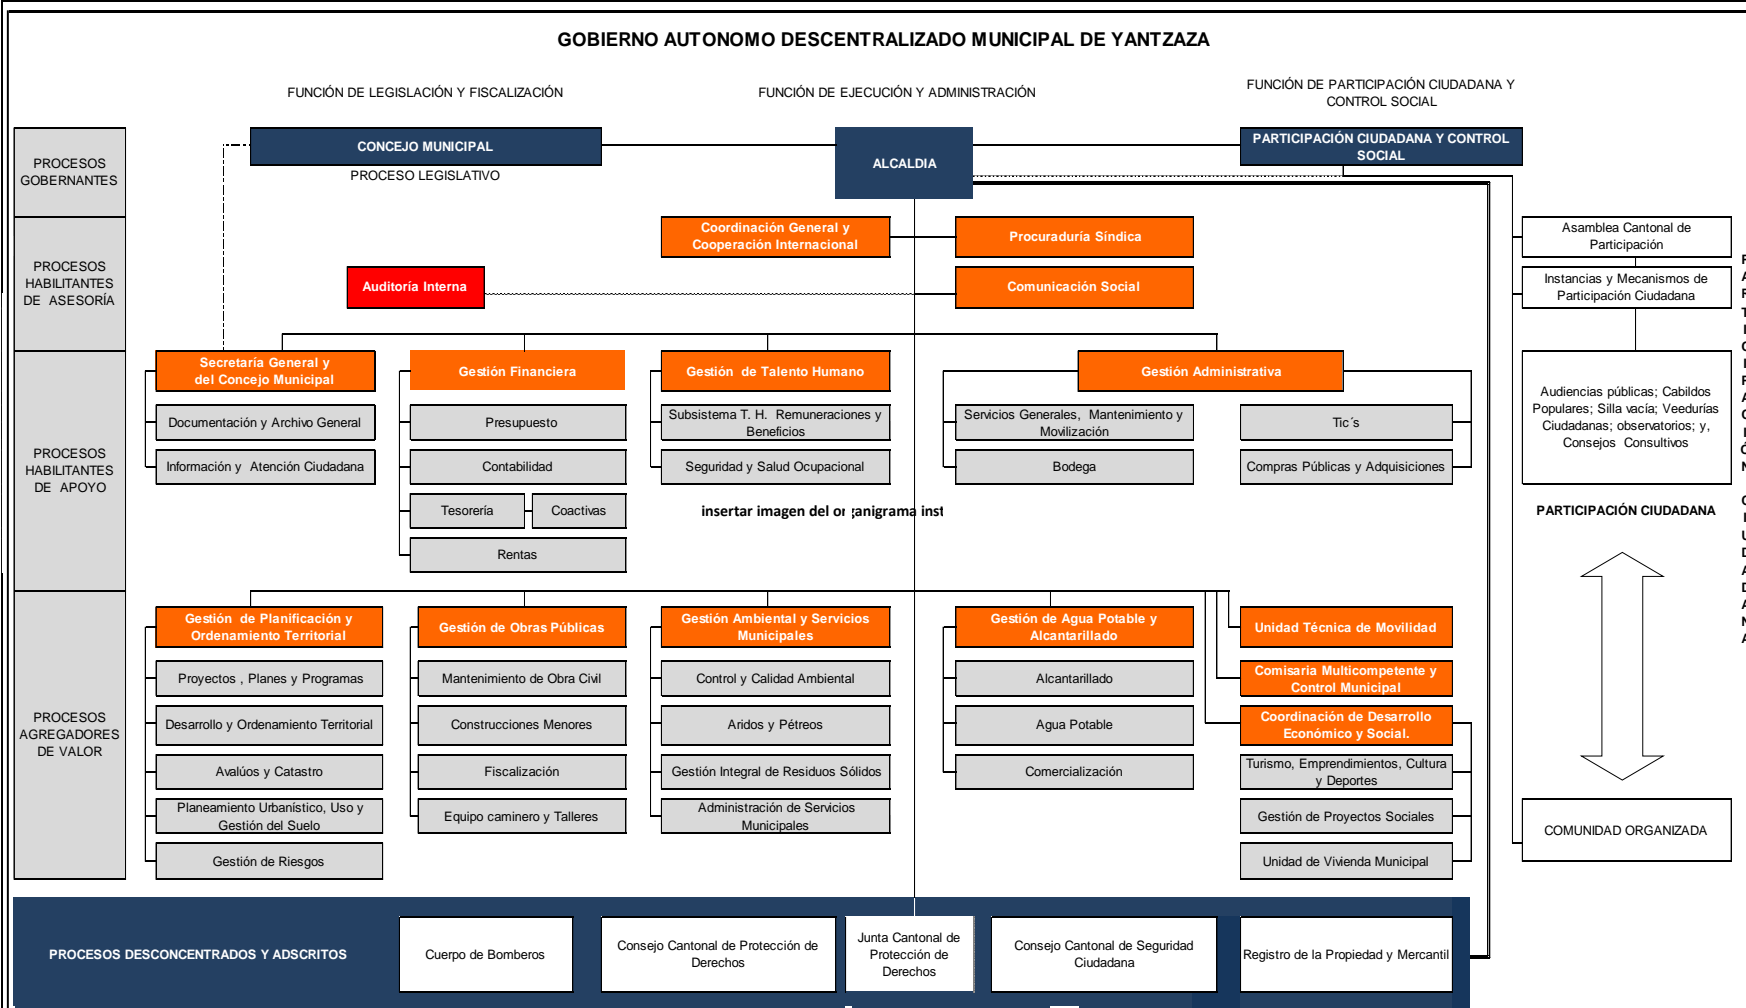 GOBIERNO AUTONOMO DESCENTRALIZADO MUNICIPAL DE YANTZAZA
FUNCIÓN DE LEGISLACIÓN Y FISCALIZACIÓN
FUNCIÓN DE EJECUCIÓN Y ADMINISTRACIÓN
FUNCIÓN DE PARTICIPACIÓN CIUDADANA Y
CONTROL SOCIAL
PROCESOS
GOBERNANTES
CONCEJO MUNICIPAL
PROCESO LEGISLATIVO
ALCALDIA
PARTICIPACIÓN CIUDADANA Y CONTROL
SOCIAL
PROCESOS
HABILITANTES
DE ASESORÍA
Coordinación General y
Cooperación Internacional
Procuraduría Síndica
Auditoría Interna
Comunicación Social
Asamblea Cantonal de
Participación
Instancias y Mecanismos de
Participación Ciudadana
PROCESOS
HABILITANTES
DE APOYO
Secretaría General y
del Concejo Municipal
Documentación y Archivo General
Información y Atención Ciudadana
Gestión Financiera
Presupuesto
Contabilidad
Tesorería
Coactivas
Rentas
Gestión de Talento Humano
Subsistema T. H. Remuneraciones y
Beneficios
Seguridad y Salud Ocupacional
insertar imagen del organigrama inst
Gestión Administrativa
Servicios Generales, Mantenimiento y
Movilización
Bodega
Tic´s
Compras Públicas y Adquisiciones
Audiencias públicas; Cabildos
Populares; Silla vacía; Veedurías
Ciudadanas; observatorios; y,
Consejos Consultivos
PARTICIPACIÓN CIUDADANA
PARTICIPACIÓN CIUDADANA
PROCESOS
AGREGADORES
DE VALOR
Gestión de Planificación y
Ordenamiento Territorial
Proyectos , Planes y Programas
Desarrollo y Ordenamiento Territorial
Avalúos y Catastro
Planeamiento Urbanístico, Uso y
Gestión del Suelo
Gestión de Riesgos
Gestión de Obras Públicas
Mantenimiento de Obra Civil
Construcciones Menores
Fiscalización
Equipo caminero y Talleres
Gestión Ambiental y Servicios
Municipales
Control y Calidad Ambiental
Aridos y Pétreos
Gestión Integral de Residuos Sólidos
Administración de Servicios
Municipales
Gestión de Agua Potable y
Alcantarillado
Alcantarillado
Agua Potable
Comercialización
Unidad Técnica de Movilidad
Comisaria Multicompetente y
Control Municipal
Coordinación de Desarrollo
Económico y Social.
Turismo, Emprendimientos, Cultura
y Deportes
Gestión de Proyectos Sociales
Unidad de Vivienda Municipal
COMUNIDAD ORGANIZADA
PROCESOS DESCONCENTRADOS Y ADSCRITOS
Cuerpo de Bomberos
Consejo Cantonal de Protección de
Derechos
Junta Cantonal de
Protección de
Derechos
Consejo Cantonal de Seguridad
Ciudadana
Registro de la Propiedad y Mercantil